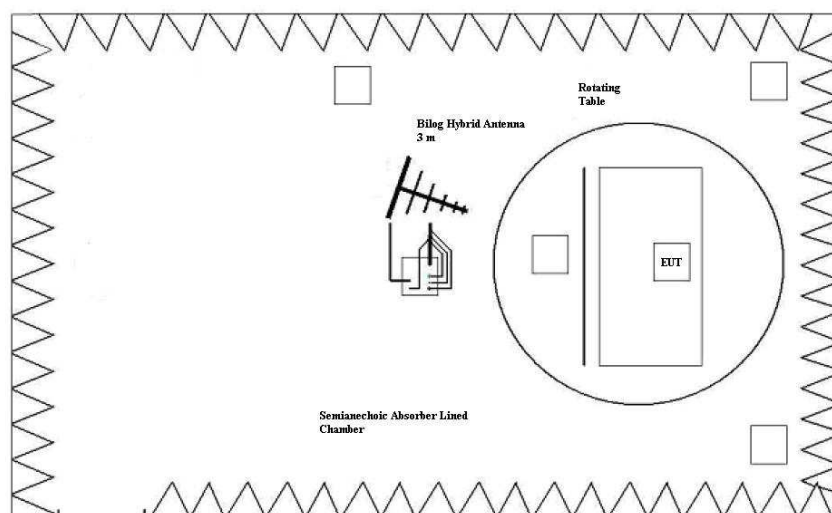 Rotating
Table
Bilog Hybrid Antenna
3 m
EUT
Semianechoic Absorber Lined
Chamber